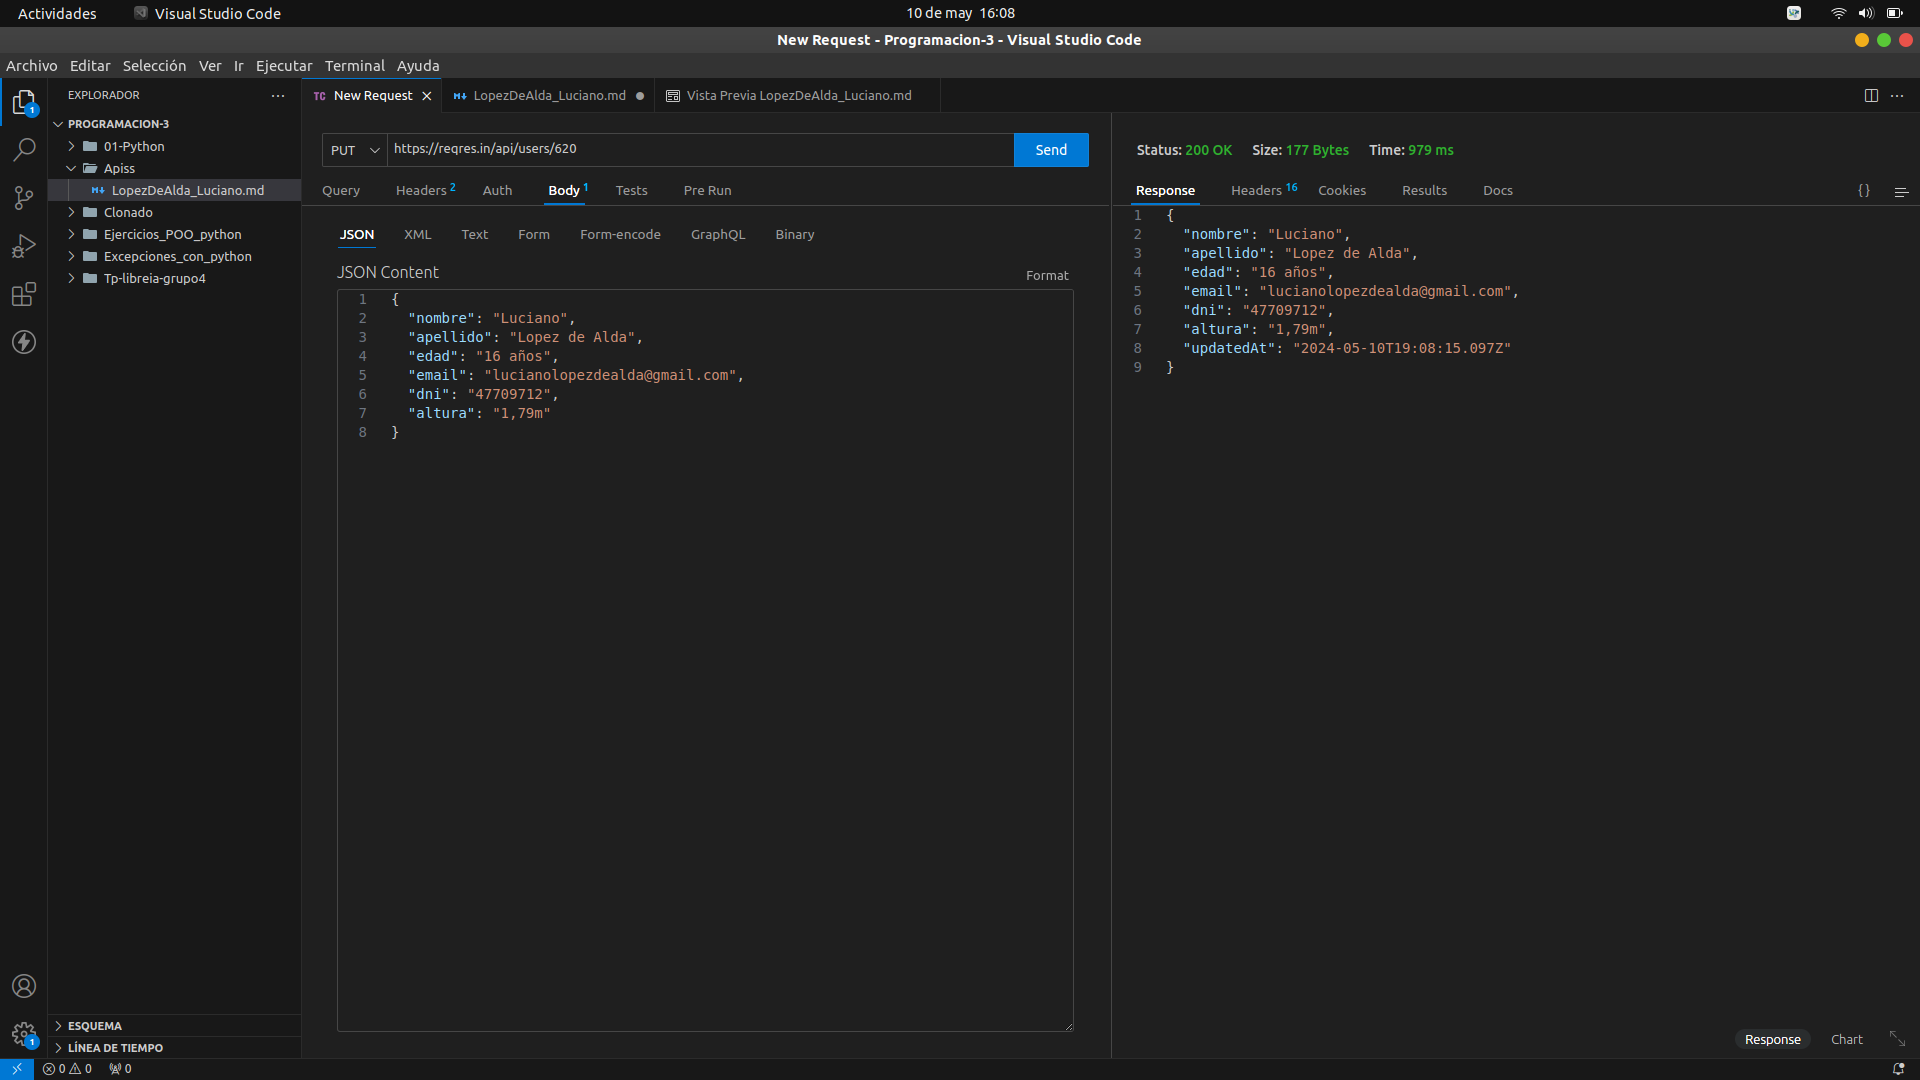 Actividades Visual Studio Code 10 de may 16:08
New Request - Programacion-3 - Visual Studio Code
Archivo Editar Selección Ver Ir Ejecutar Terminal Ayuda
EXPLORADOR
PROGRAMACION-3
01-Python
Apiss
LopezDeAlda_Luciano.md
Clonado
Ejercicios_POO_python
Excepciones_con_python
Tp-libreia-grupo4
ESQUEMA
LÍNEA DE TIEMPO
TC New Request LopezDeAlda_Luciano.md Vista Previa LopezDeAlda_Luciano.md
PUT https://reqres.in/api/users/620 Send
Query Headers 2 Auth Body 1 Tests Pre Run
JSON XML Text Form Form-encode GraphQL Binary
JSON Content Format
1 {
2 "nombre": "Luciano",
3 "apellido": "Lopez de Alda",
4 "edad": "16 años",
5 "email": "lucianolopezdealda@gmail.com",
6 "dni": "47709712",
7 "altura": "1,79m"
8 }
Status: 200 OK Size: 177 Bytes Time: 979 ms
Response Headers 16 Cookies Results Docs {}
1 {
2 "nombre": "Luciano",
3 "apellido": "Lopez de Alda",
4 "edad": "16 años",
5 "email": "lucianolopezdealda@gmail.com",
6 "dni": "47709712",
7 "altura": "1,79m",
8 "updatedAt": "2024-05-10T19:08:15.097Z"
9 }
Response Chart
1
1
0 0 0